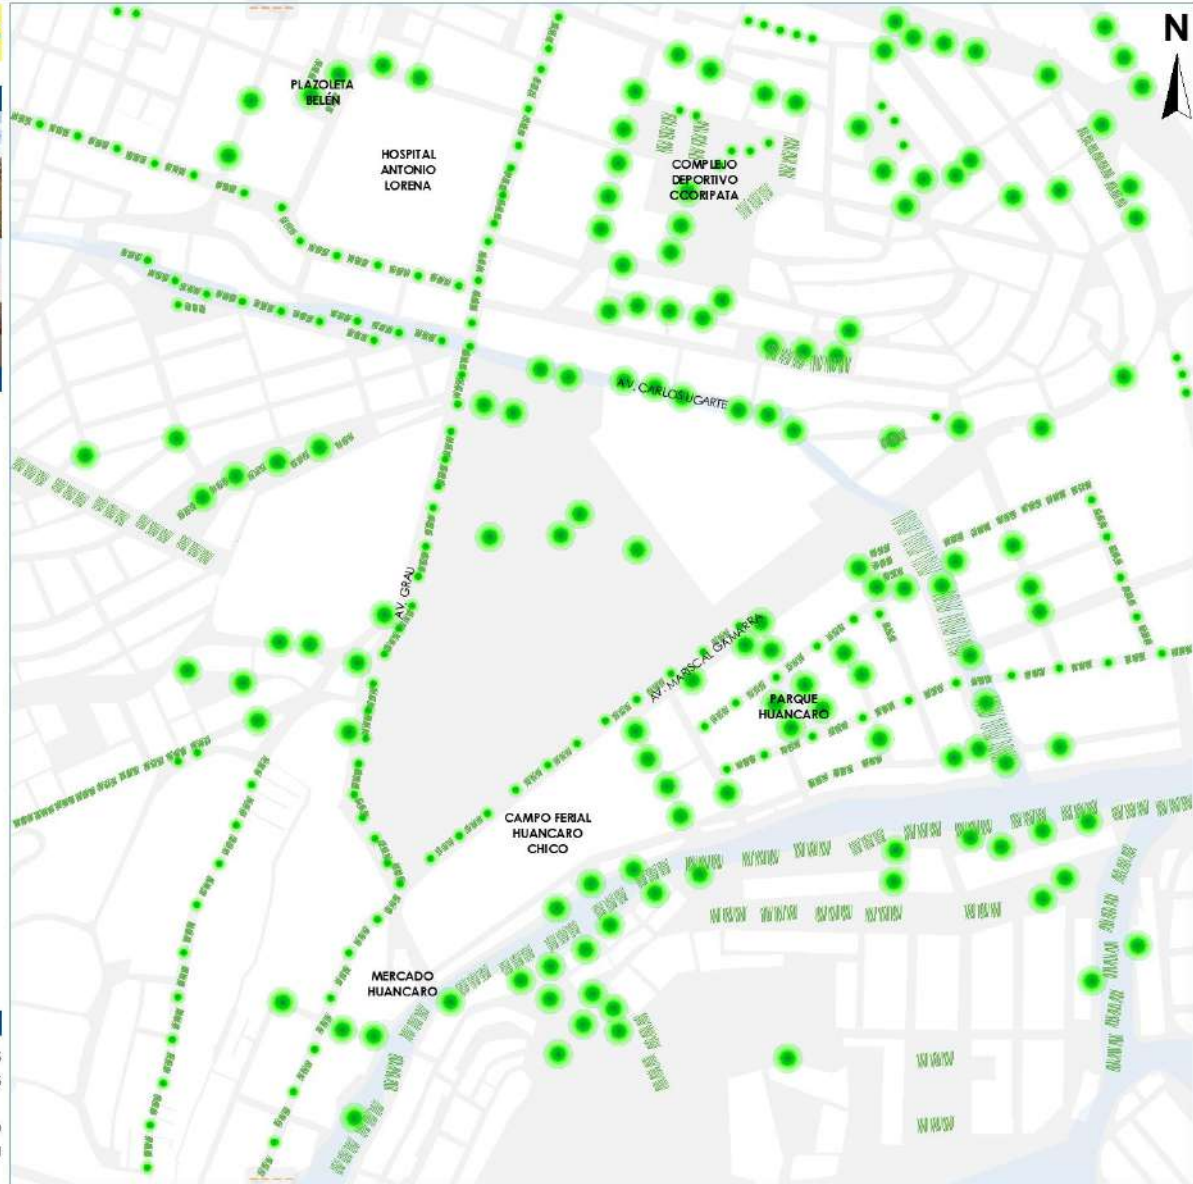 N
PLAZOLETA
BELÉN
HOSPITAL
ANTONIO
LORENA
COMPLEJO
DEPORTIVO
CCORIPATA
AV. CARLOS UGARTE
AV. GRAU
AV. MARISCAL GAMARRA
PARQUE
HUANCARO
CAMPO FERIAL
HUANCARO
CHICO
MERCADO
HUANCARO